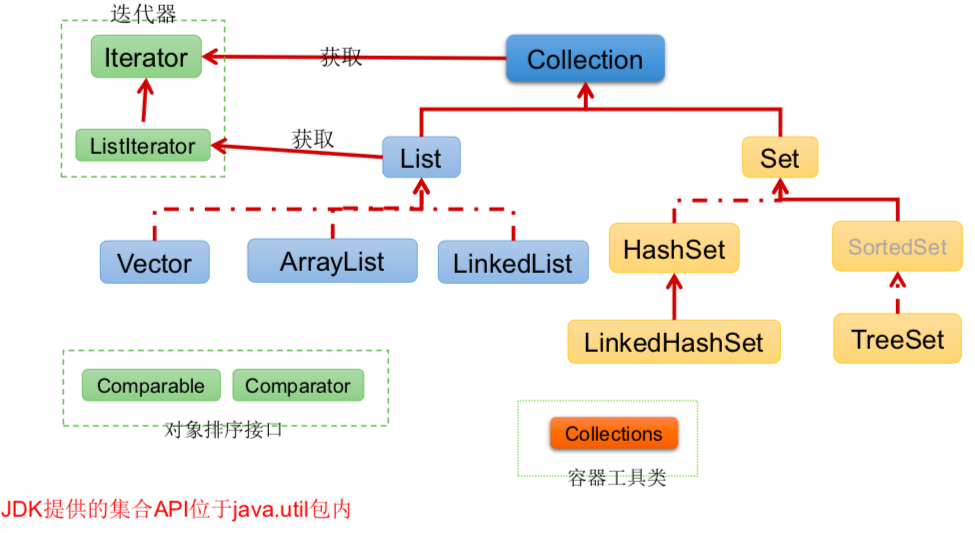 迭代器
Iterator
获取
Collection
ListIterator
获取
List
Set
Vector
ArrayList
LinkedList
HashSet
SortedSet
LinkedHashSet
TreeSet
Comparable
Comparator
对象排序接口
Collections
容器工具类
JDK提供的集合API位于java.util包内